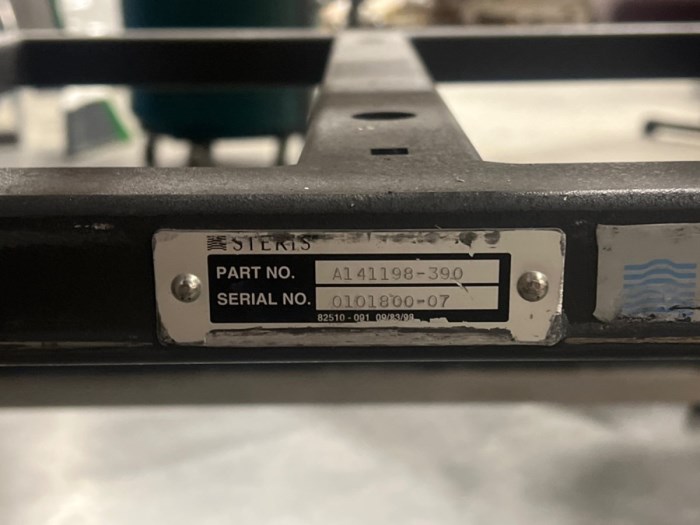 STERIS
PART NO. A141198-390
SERIAL NO. 0101800-07
82510-091 09/83/98